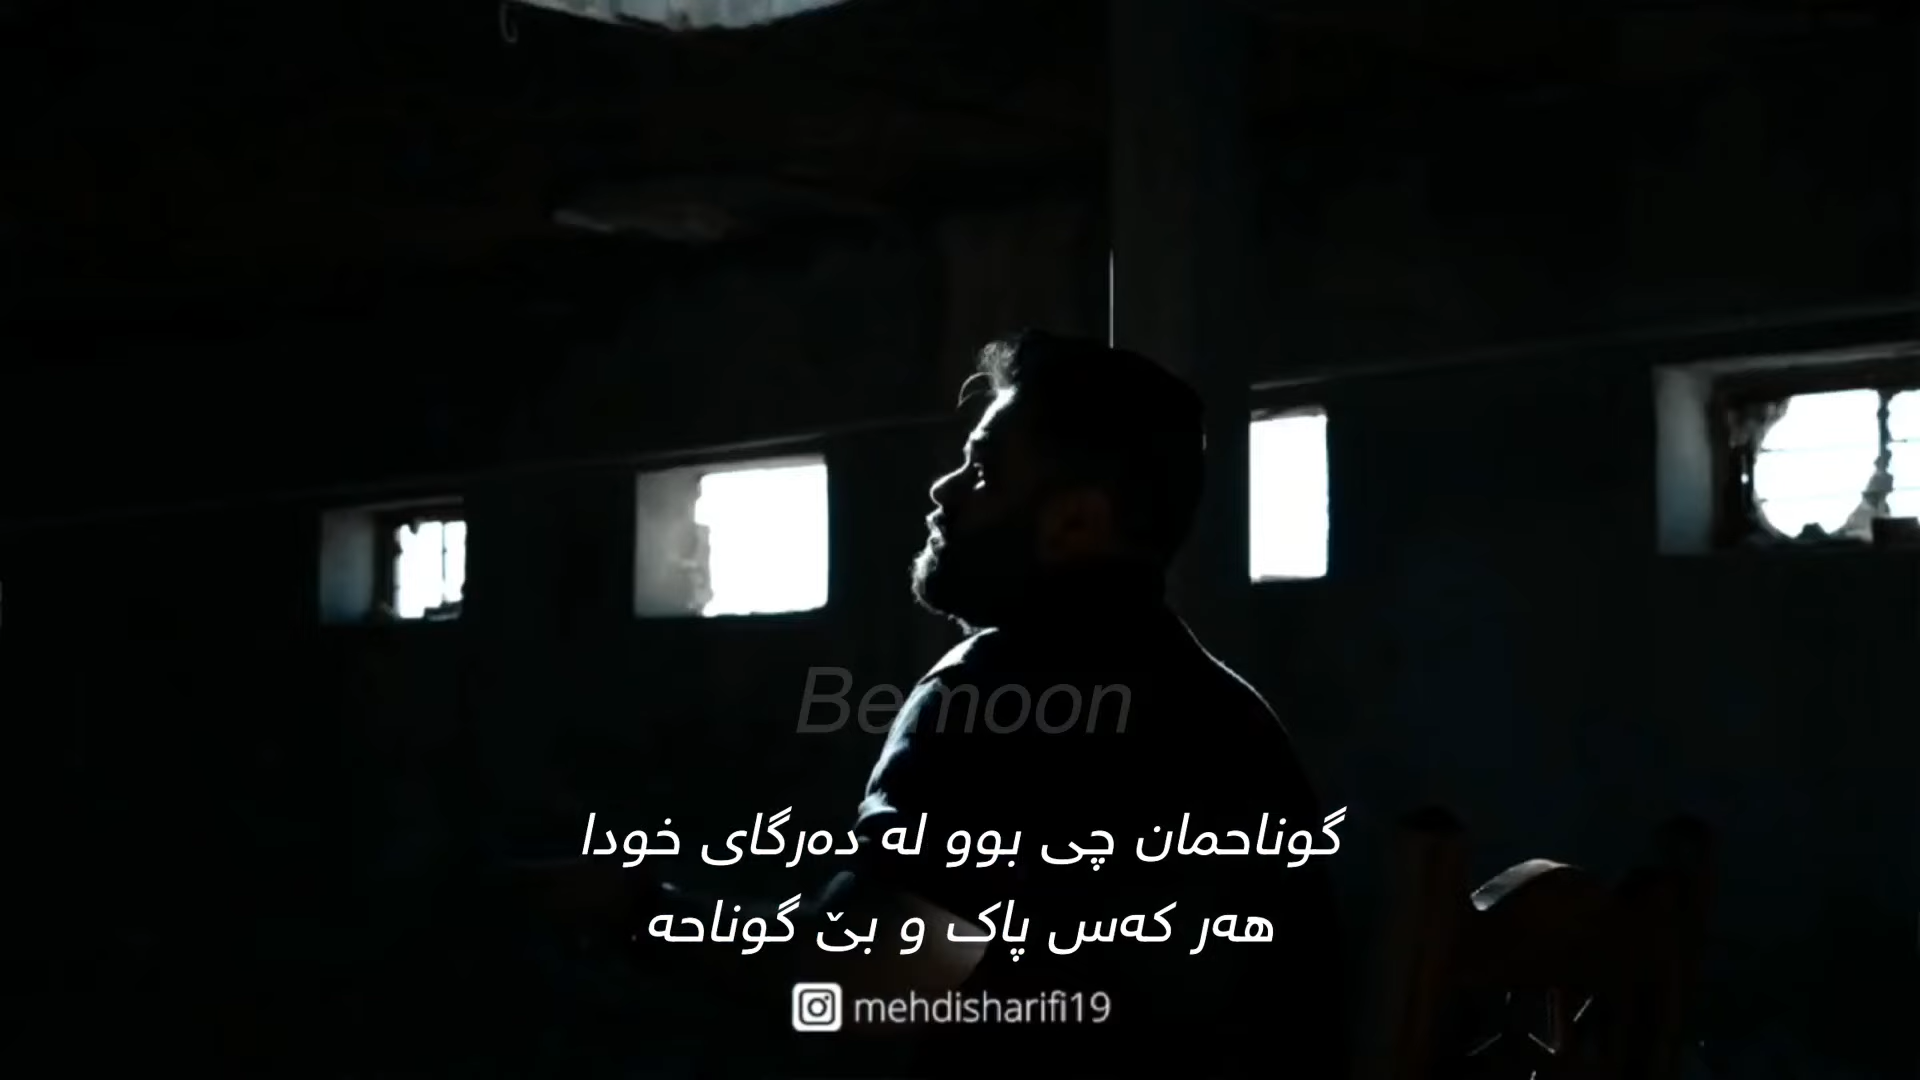 Bemoon
گوناحمان چی بوو لە دەرگای خودا
هەر کەس پاک و بێ گوناحە
mehdisharifi19